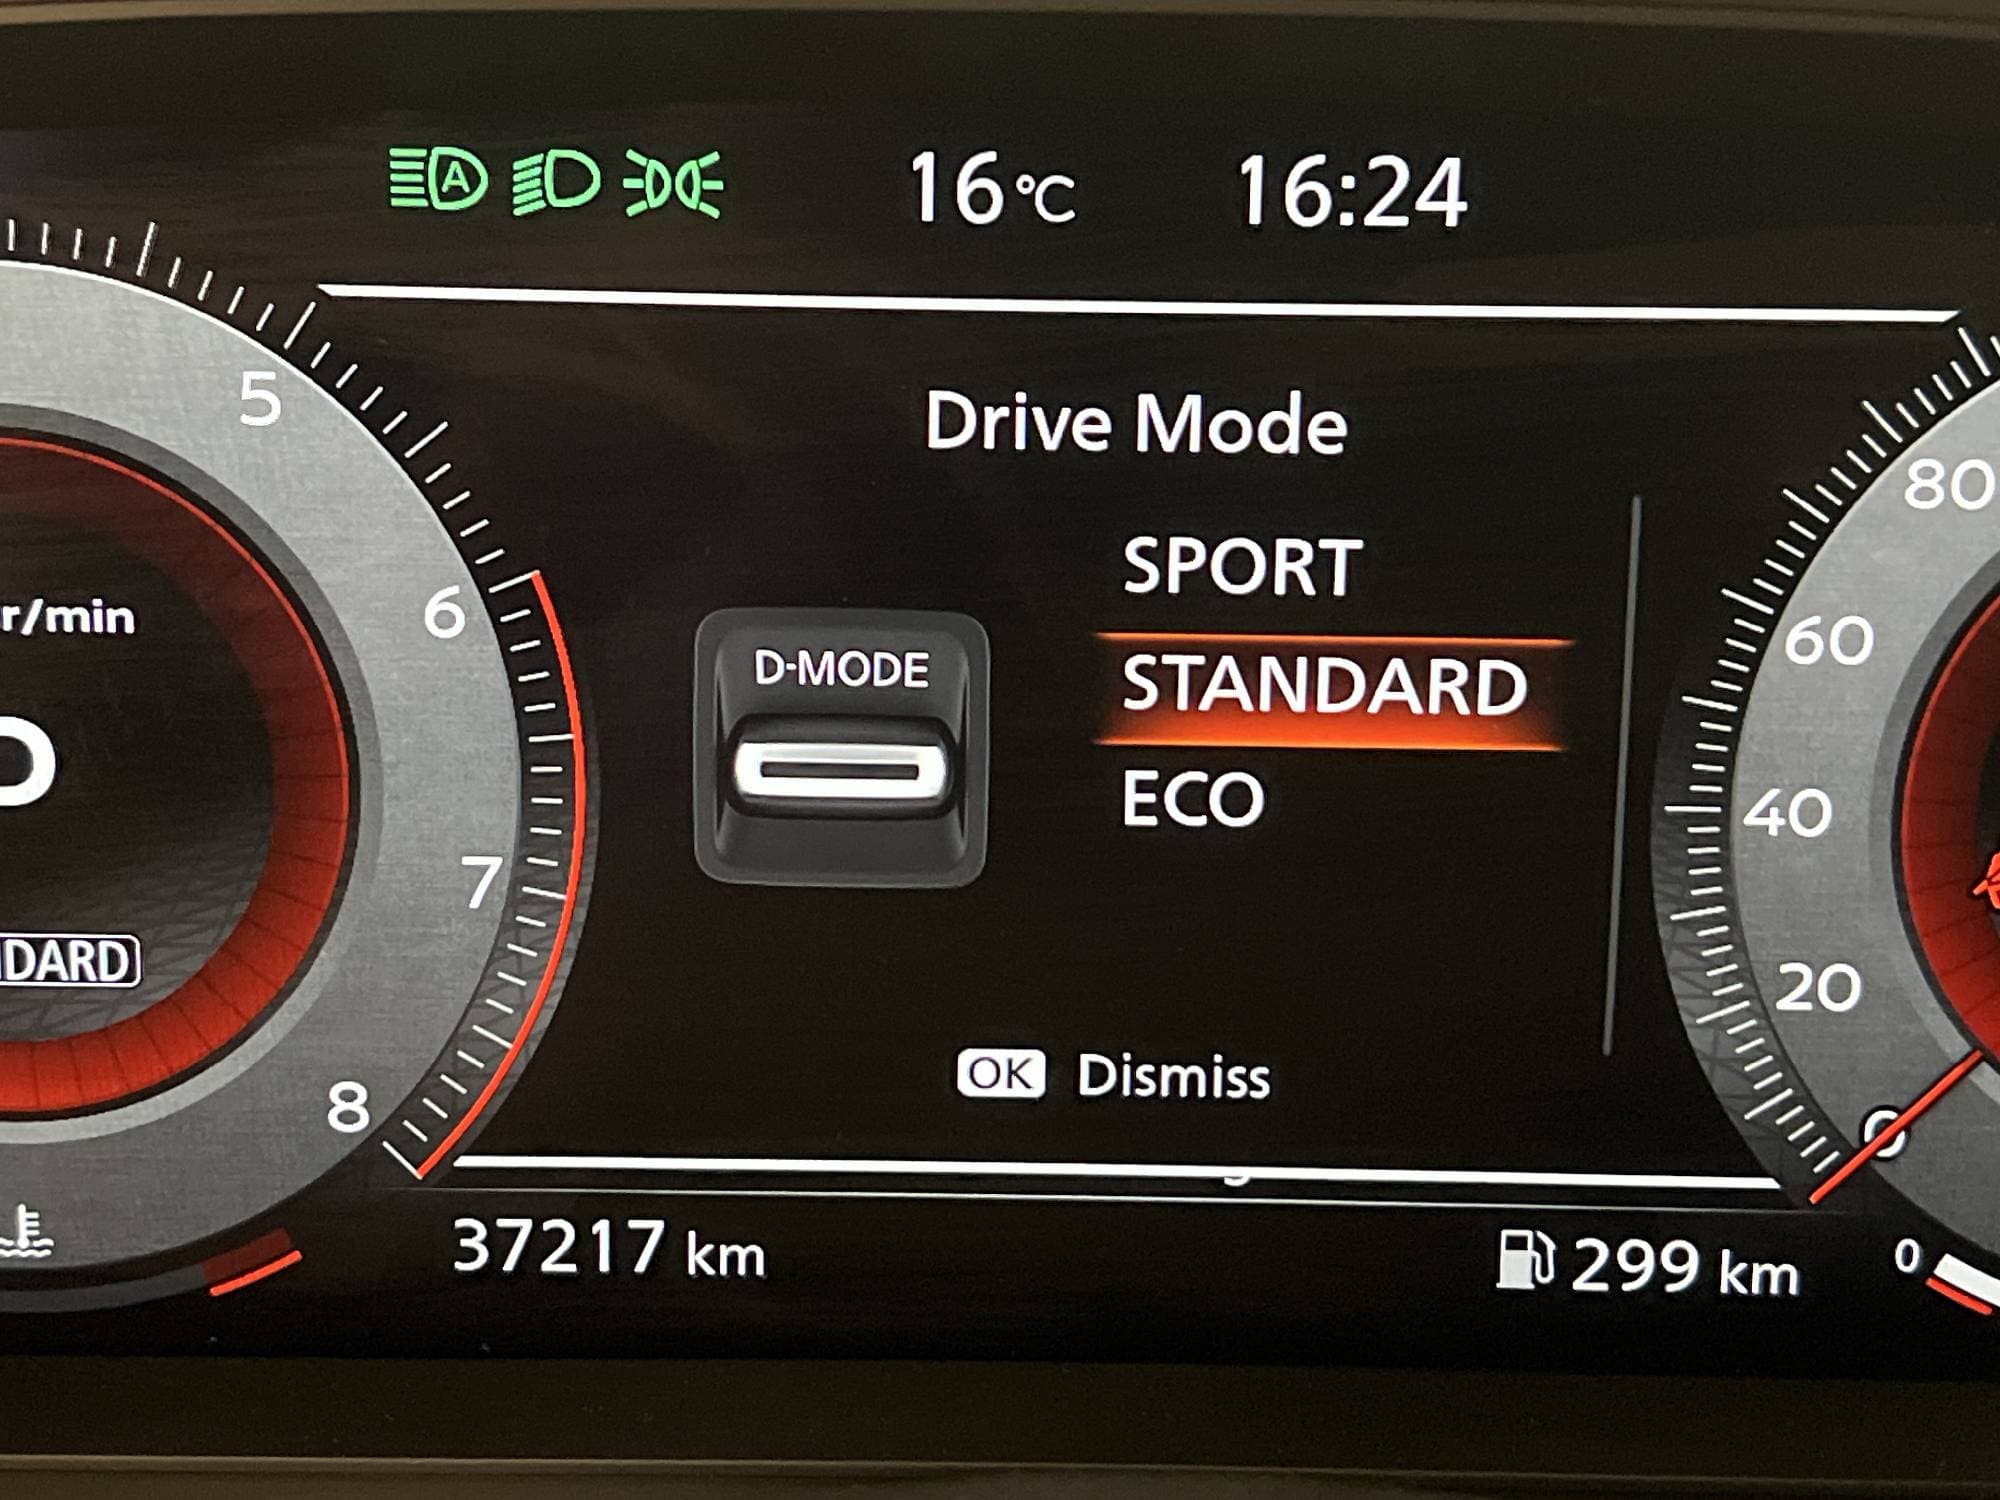 16°C 16:24
Drive Mode
SPORT
D-MODE
STANDARD
ECO
OK Dismiss
37217 km
299 km
5
6
7
8
r/min
DARD
80
60
40
20
0
0
A